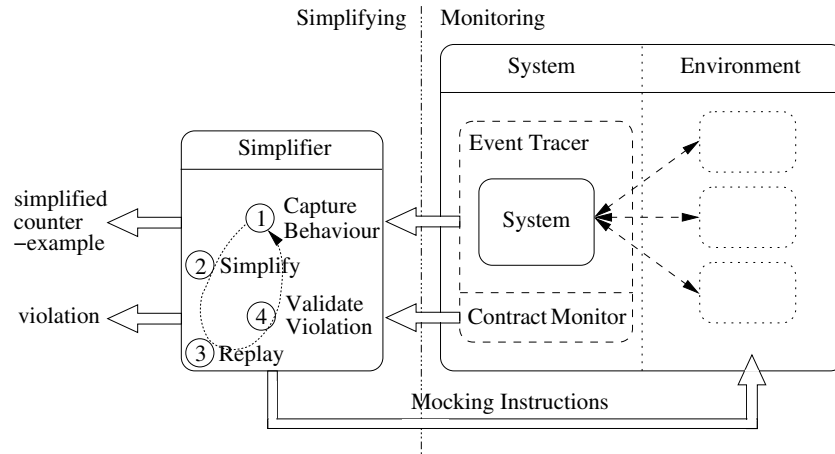 Simplifying
Monitoring
System
Environment
Simplifier
Event Tracer
System
Contract Monitor
simplified
counter
−example
violation
1
Capture
Behaviour
2
Simplify
4
Validate
Violation
3
Replay
Mocking Instructions